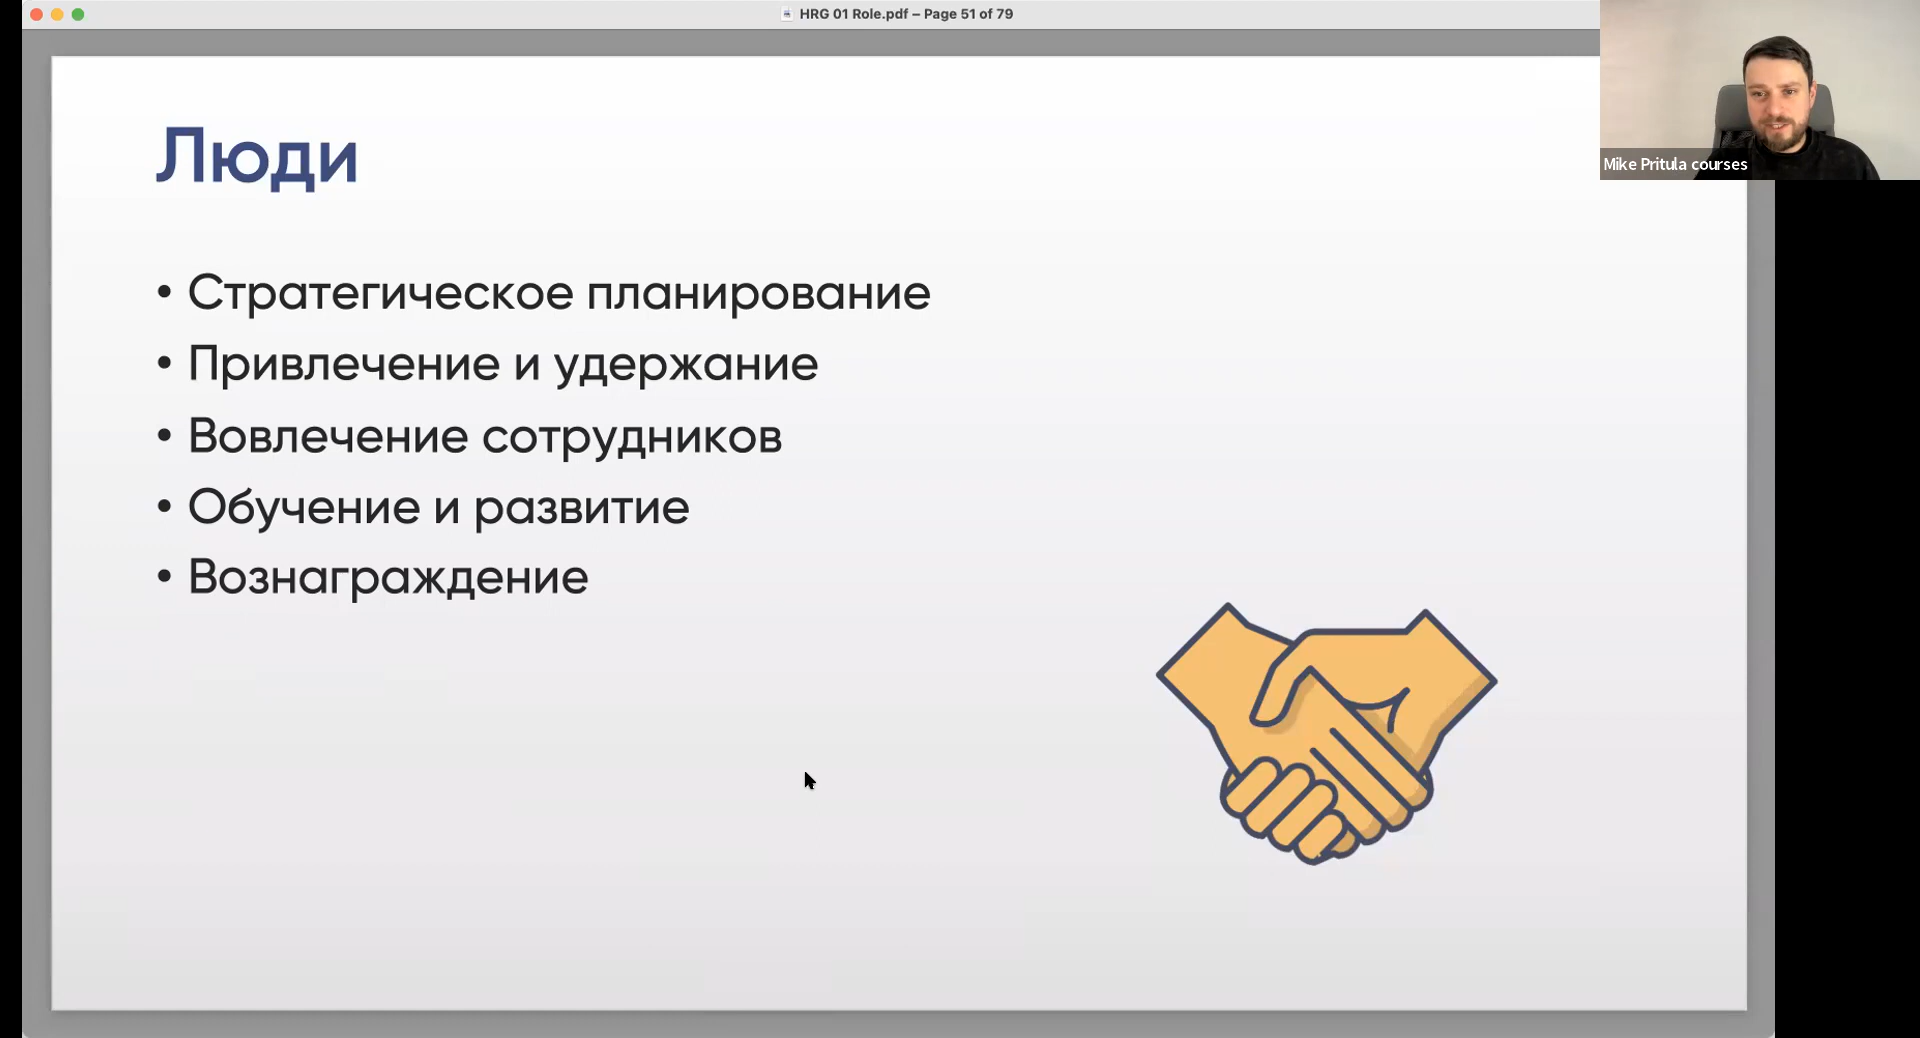 HRG 01 Role.pdf – Page 51 of 79
Mike Pritula courses
Люди
• Стратегическое планирование
• Привлечение и удержание
• Вовлечение сотрудников
• Обучение и развитие
• Вознаграждение